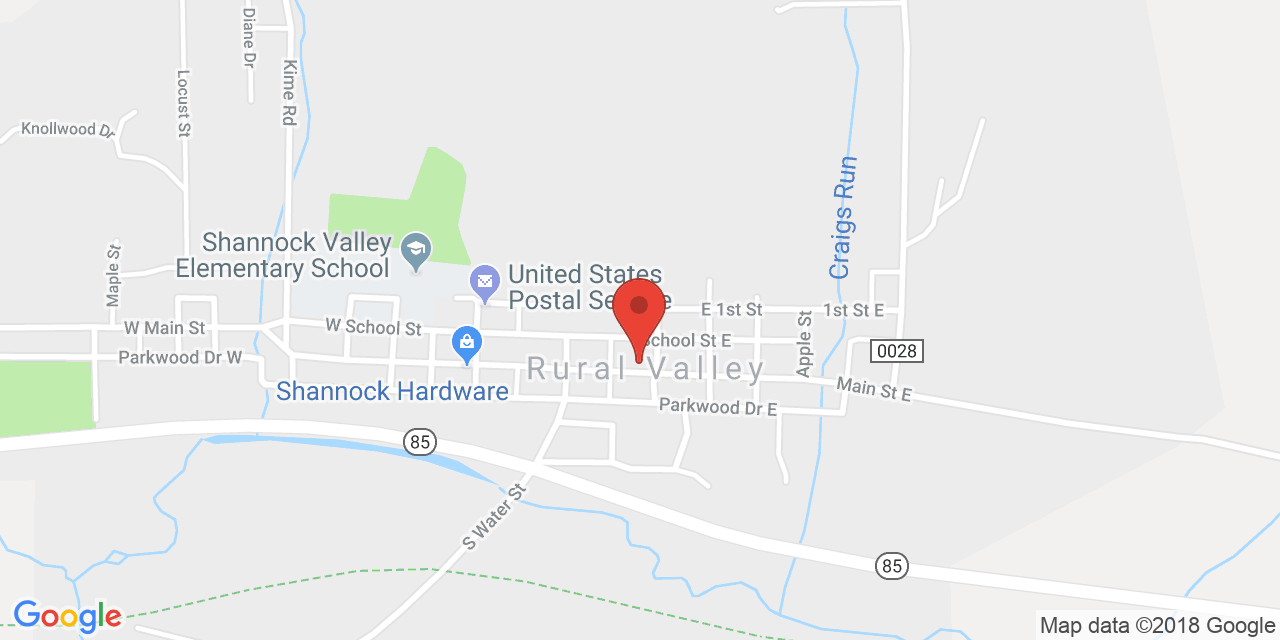 Diane Dr
Locust St
Kime Rd
Knollwood Dr
Craigs Run
Shannock Valley
Elementary School
Maple St
United States
Postal Service
E 1st St
1st St E
W Main St
W School St
School St E
Apple St
0028
Parkwood Dr W
Rural Valley
Shannock Hardware
Main St E
Parkwood Dr E
85
S Water St
85
Google
Map data ©2018 Google